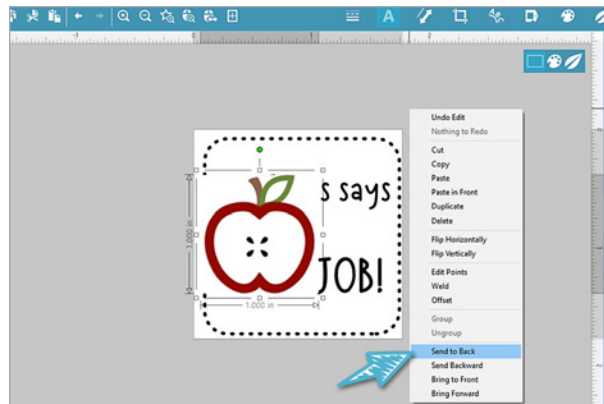 A
s says
JOB!
1.000 in
1.000 in
Undo Edit
Nothing to Redo
Cut
Copy
Paste
Paste in Front
Duplicate
Delete
Flip Horizontally
Flip Vertically
Edit Points
Weld
Offset
Group
Ungroup
Send to Back
Send Backward
Bring to Front
Bring Forward